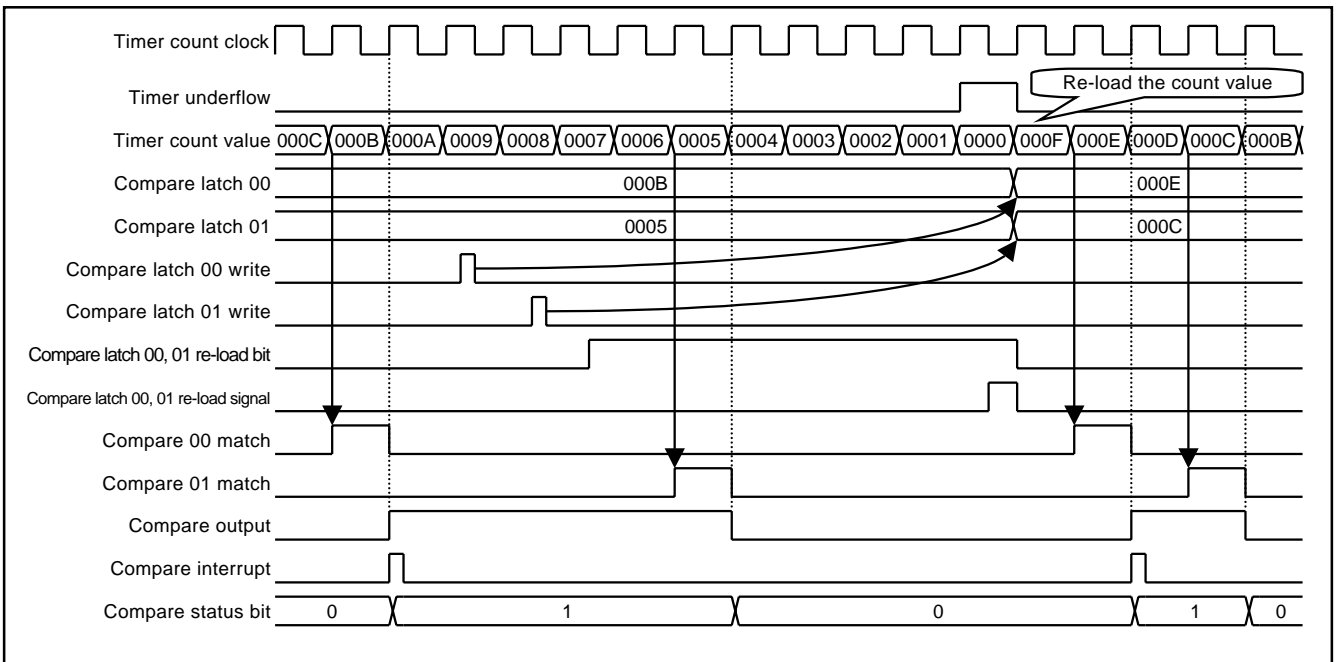 Timer count clock
Re-load the count value
Timer underflow
Timer count value 000C 000B 000A 0009 0008 0007 0006 0005 0004 0003 0002 0001 0000 000F 000E 000D 000C 000B
Compare latch 00 000B 000E
Compare latch 01 0005 000C
Compare latch 00 write
Compare latch 01 write
Compare latch 00, 01 re-load bit
Compare latch 00, 01 re-load signal
Compare 00 match
Compare 01 match
Compare output
Compare interrupt
Compare status bit 0 1 0 1 0